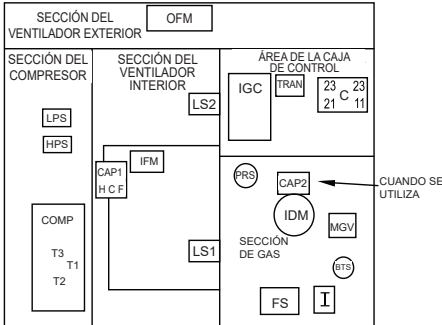 SECCIÓN DEL
VENTILADOR EXTERIOR
OFM
SECCIÓN DEL
COMPRESOR
LPS
HPS
COMP
T3
T1
T2
SECCIÓN DEL
VENTILADOR
INTERIOR
LS2
IFM
CAP1
H C F
LS1
ÁREA DE LA CAJA
DE CONTROL
IGC
TRAN
23 C 23
21 11
PRS
CAP2
CUANDO SE
UTILIZA
IDM
MGV
SECCIÓN
DE GAS
BTS
FS
I